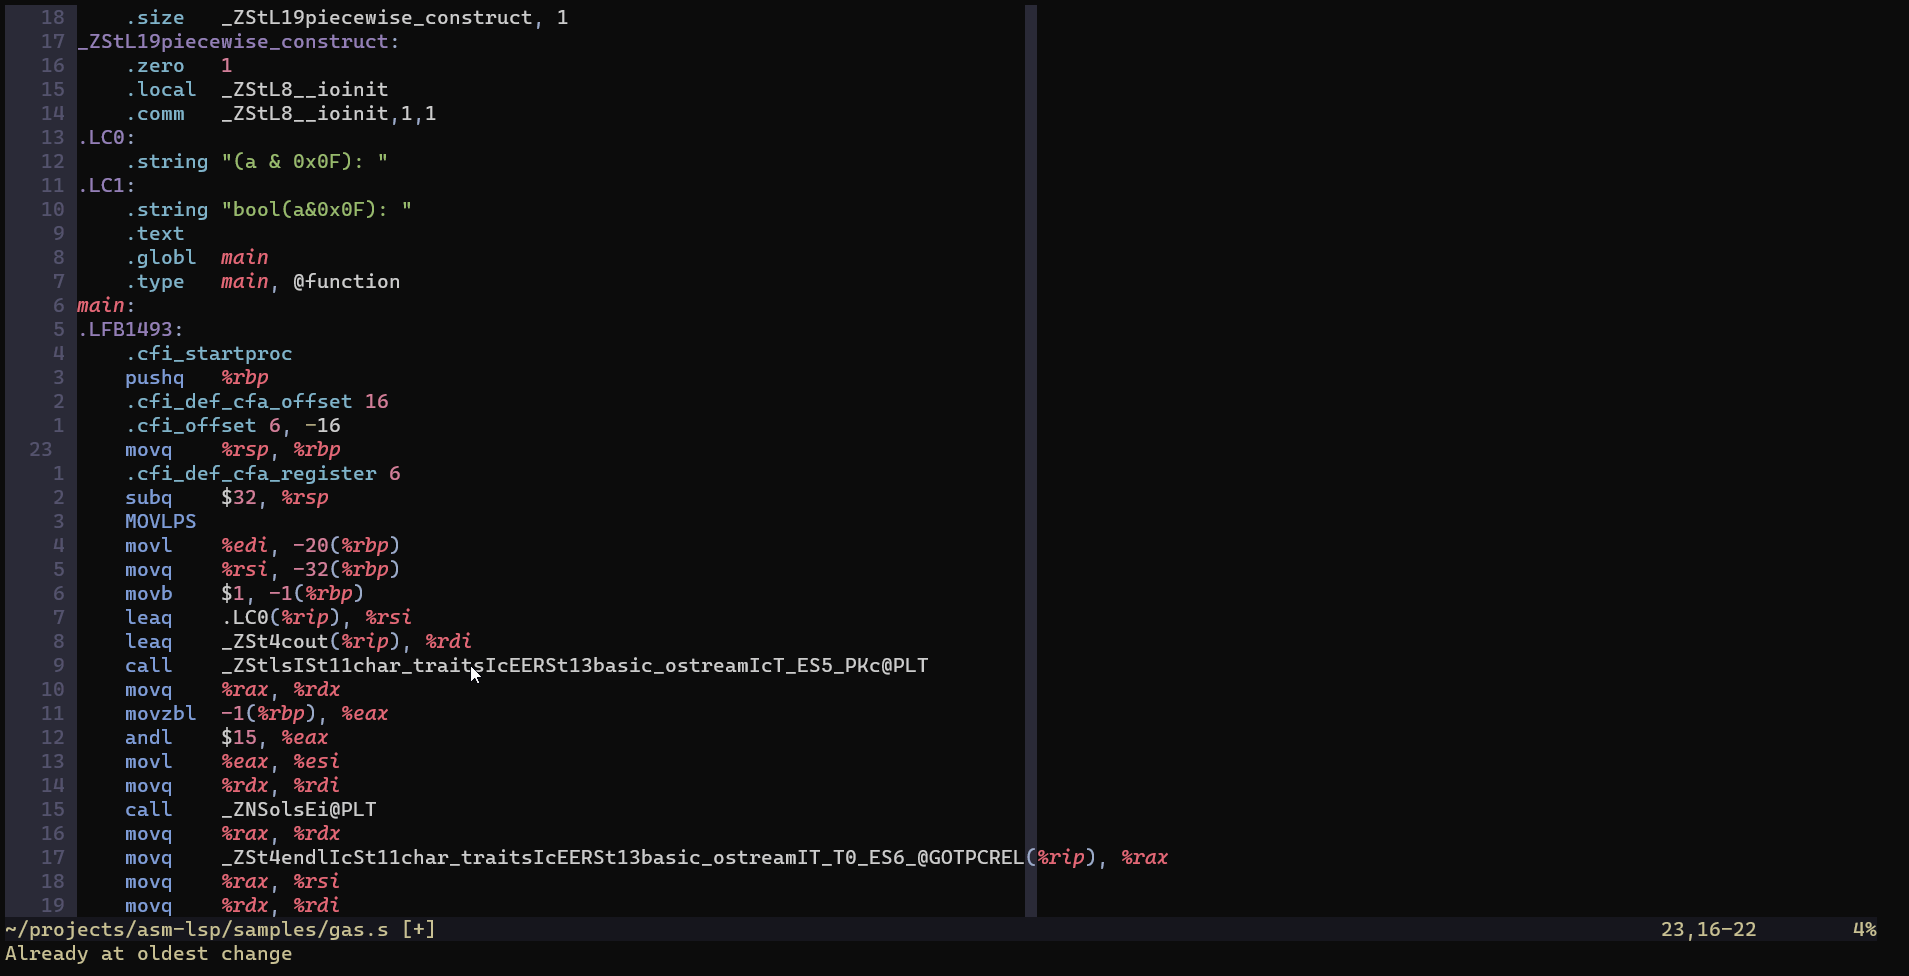 18     .size   _ZStL19piecewise_construct, 1
17 _ZStL19piecewise_construct:
16     .zero   1
15     .local  _ZStL8__ioinit
14     .comm   _ZStL8__ioinit,1,1
13 .LC0:
12     .string "(a & 0x0F): "
11 .LC1:
10     .string "bool(a&0x0F): "
9     .text
8     .globl  main
7     .type   main, @function
6 main:
5 .LFB1493:
4     .cfi_startproc
3     pushq   %rbp
2     .cfi_def_cfa_offset 16
1     .cfi_offset 6, -16
23     movq    %rsp, %rbp
1     .cfi_def_cfa_register 6
2     subq    $32, %rsp
3     MOVLPS
4     movl    %edi, -20(%rbp)
5     movq    %rsi, -32(%rbp)
6     movb    $1, -1(%rbp)
7     leaq    .LC0(%rip), %rsi
8     leaq    _ZSt4cout(%rip), %rdi
9     call    _ZStlsISt11char_traitsIcEERSt13basic_ostreamIcT_ES5_PKc@PLT
10     movq    %rax, %rdx
11     movzbl  -1(%rbp), %eax
12     andl    $15, %eax
13     movl    %eax, %esi
14     movq    %rdx, %rdi
15     call    _ZNSolsEi@PLT
16     movq    %rax, %rdx
17     movq    _ZSt4endlIcSt11char_traitsIcEERSt13basic_ostreamIT_T0_ES6_@GOTPCREL(%rip), %rax
18     movq    %rax, %rsi
19     movq    %rdx, %rdi
~/projects/asm-lsp/samples/gas.s [+]     23,16-22     4%
Already at oldest change